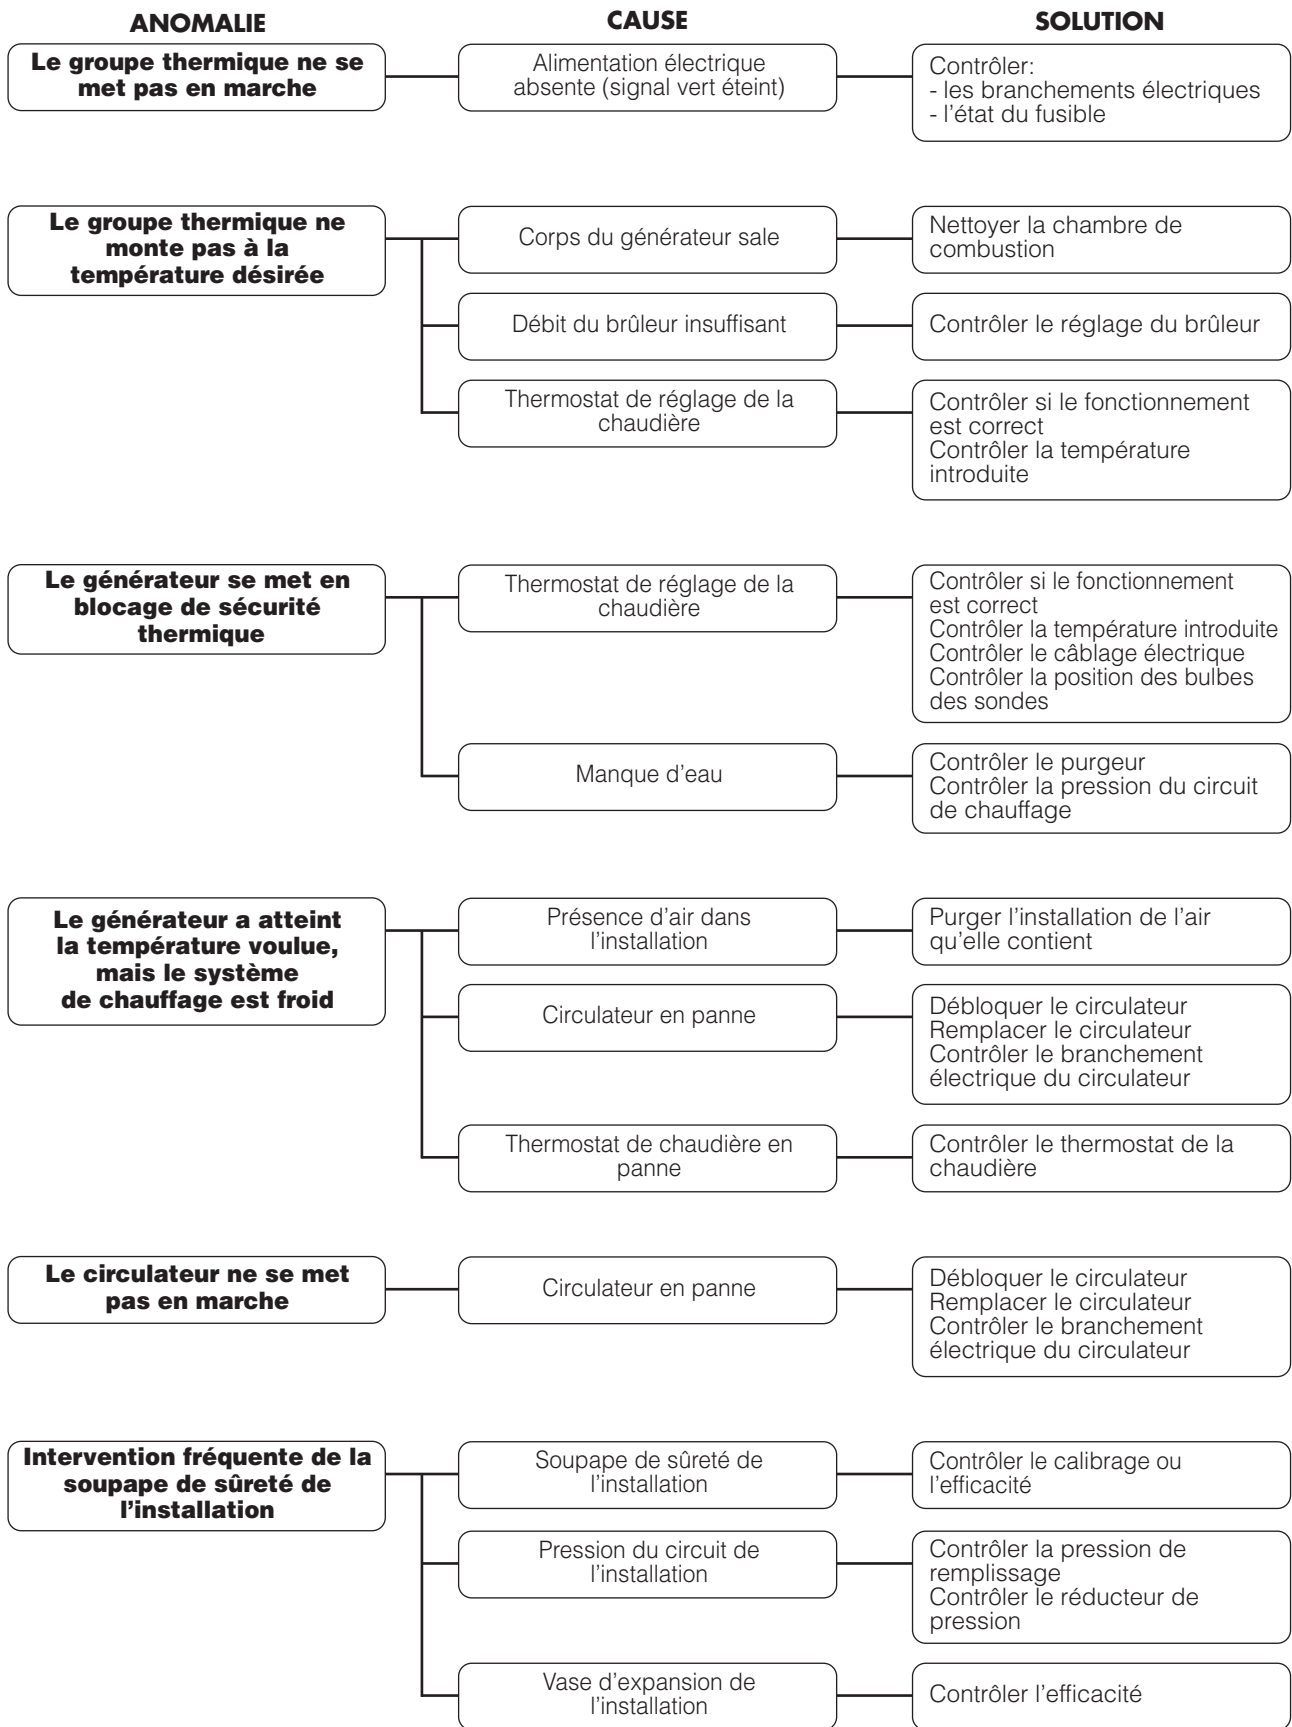 ANOMALIE
CAUSE
SOLUTION
Le groupe thermique ne se
met pas en marche
Alimentation électrique
absente (signal vert éteint)
Contrôler:
- les branchements électriques
- l’état du fusible
Le groupe thermique ne
monte pas à la
température désirée
Corps du générateur sale
Nettoyer la chambre de
combustion
Débit du brûleur insuffisant
Contrôler le réglage du brûleur
Thermostat de réglage de la
chaudière
Contrôler si le fonctionnement
est correct
Contrôler la température
introduite
Le générateur se met en
blocage de sécurité
thermique
Thermostat de réglage de la
chaudière
Contrôler si le fonctionnement
est correct
Contrôler la température introduite
Contrôler le câblage électrique
Contrôler la position des bulbes
des sondes
Manque d’eau
Contrôler le purgeur
Contrôler la pression du circuit
de chauffage
Le générateur a atteint
la température voulue,
mais le système
de chauffage est froid
Présence d’air dans
l’installation
Purger l’installation de l’air
qu’elle contient
Circulateur en panne
Débloquer le circulateur
Remplacer le circulateur
Contrôler le branchement
électrique du circulateur
Thermostat de chaudière en
panne
Contrôler le thermostat de la
chaudière
Le circulateur ne se met
pas en marche
Circulateur en panne
Débloquer le circulateur
Remplacer le circulateur
Contrôler le branchement
électrique du circulateur
Intervention fréquente de la
soupape de sûreté de
l’installation
Soupape de sûreté de
l’installation
Contrôler le calibrage ou
l’efficacité
Pression du circuit de
l’installation
Contrôler la pression de
remplissage
Contrôler le réducteur de
pression
Vase d’expansion de
l’installation
Contrôler l’efficacité